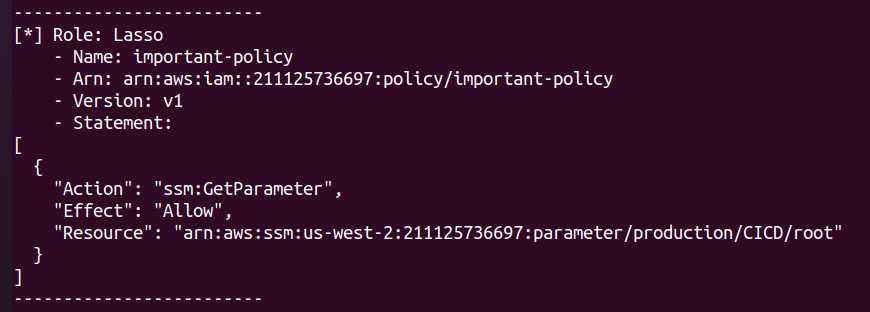 -------------------------
[*] Role: Lasso
    - Name: important-policy
    - Arn: arn:aws:iam::211125736697:policy/important-policy
    - Version: v1
    - Statement:
[
  {
    "Action": "ssm:GetParameter",
    "Effect": "Allow",
    "Resource": "arn:aws:ssm:us-west-2:211125736697:parameter/production/CICD/root"
  }
]
-------------------------